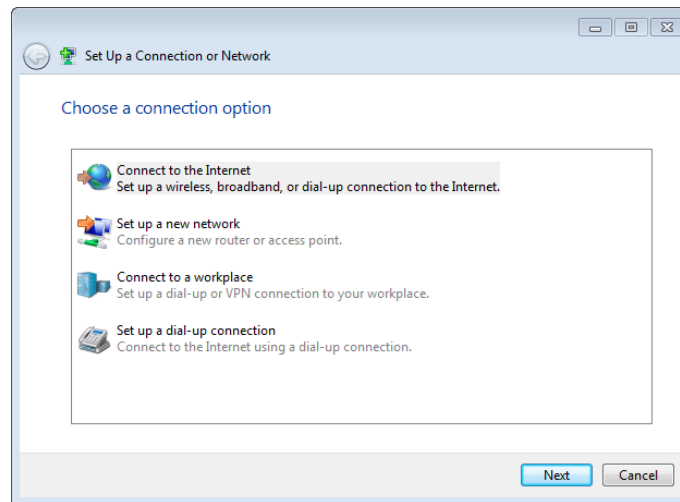 Set Up a Connection or Network
Choose a connection option
Connect to the Internet
Set up a wireless, broadband, or dial-up connection to the Internet.
Set up a new network
Configure a new router or access point.
Connect to a workplace
Set up a dial-up or VPN connection to your workplace.
Set up a dial-up connection
Connect to the Internet using a dial-up connection.
Next Cancel